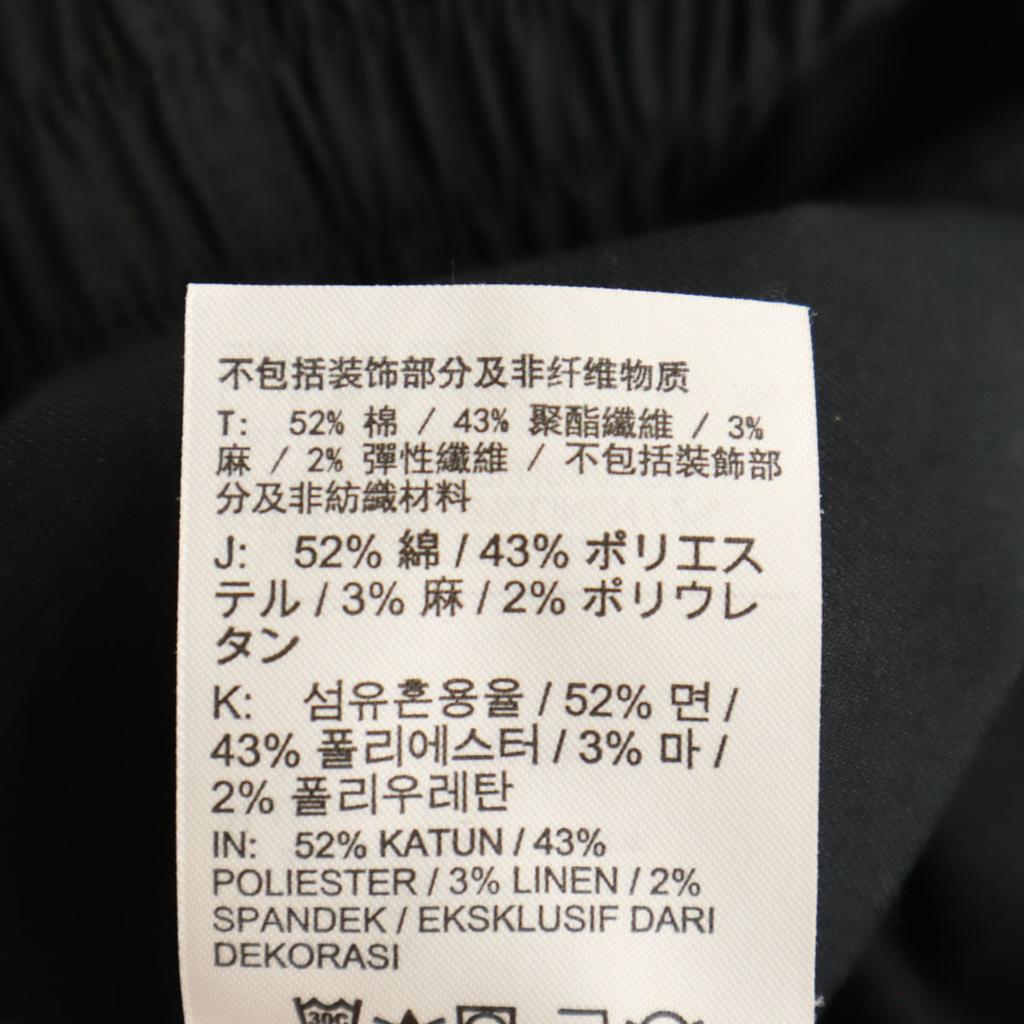 不包括装饰部分及非纤维物质
T: 52% 棉 / 43% 聚酯纖維 / 3%
麻 / 2% 彈性纖維 / 不包括裝飾部
分及非紡織材料
J: 52% 綿 / 43% ポリエス
テル / 3% 麻 / 2% ポリウレ
タン
K: 섬유혼용율 / 52% 면 /
43% 폴리에스터 / 3% 마 /
2% 폴리우레탄
IN: 52% KATUN / 43%
POLIESTER / 3% LINEN / 2%
SPANDEK / EKSKLUSIF DARI
DEKORASI
30C